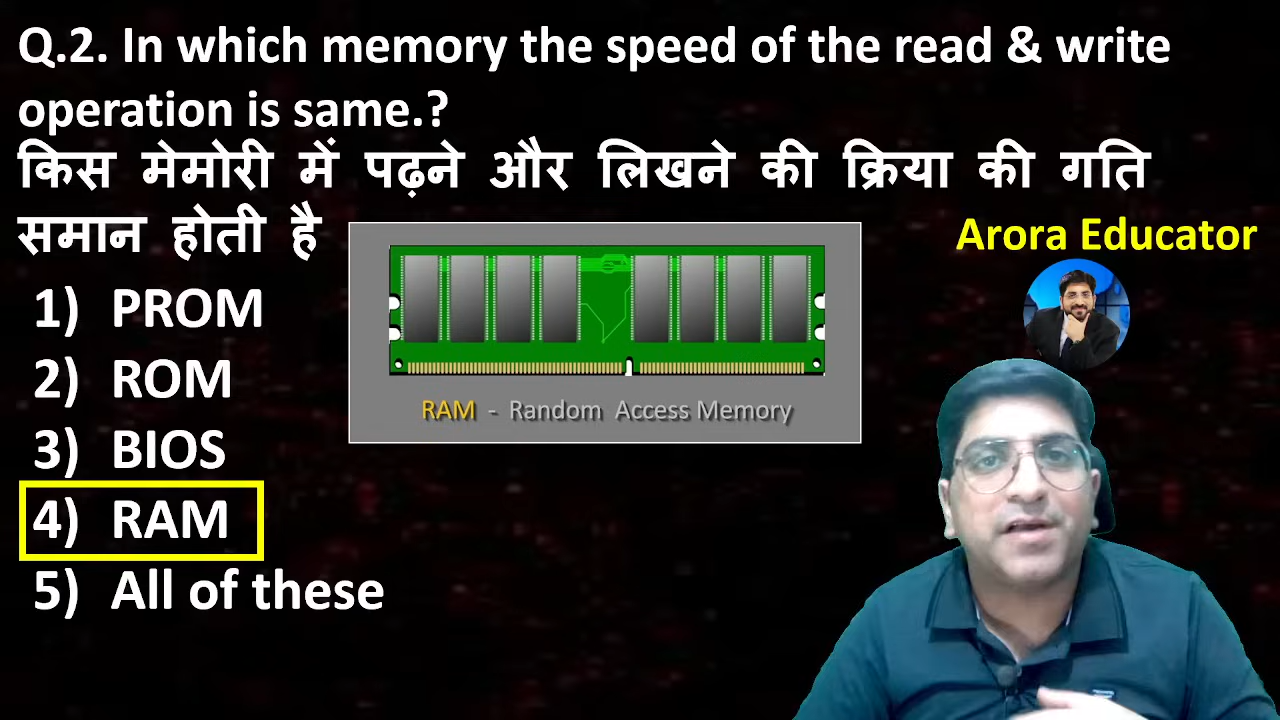 Q.2. In which memory the speed of the read & write
operation is same.?
किस मेमोरी में पढ़ने और लिखने की क्रिया की गति
समान होती है
Arora Educator
1) PROM
2) ROM
3) BIOS
4) RAM
5) All of these
RAM - Random Access Memory